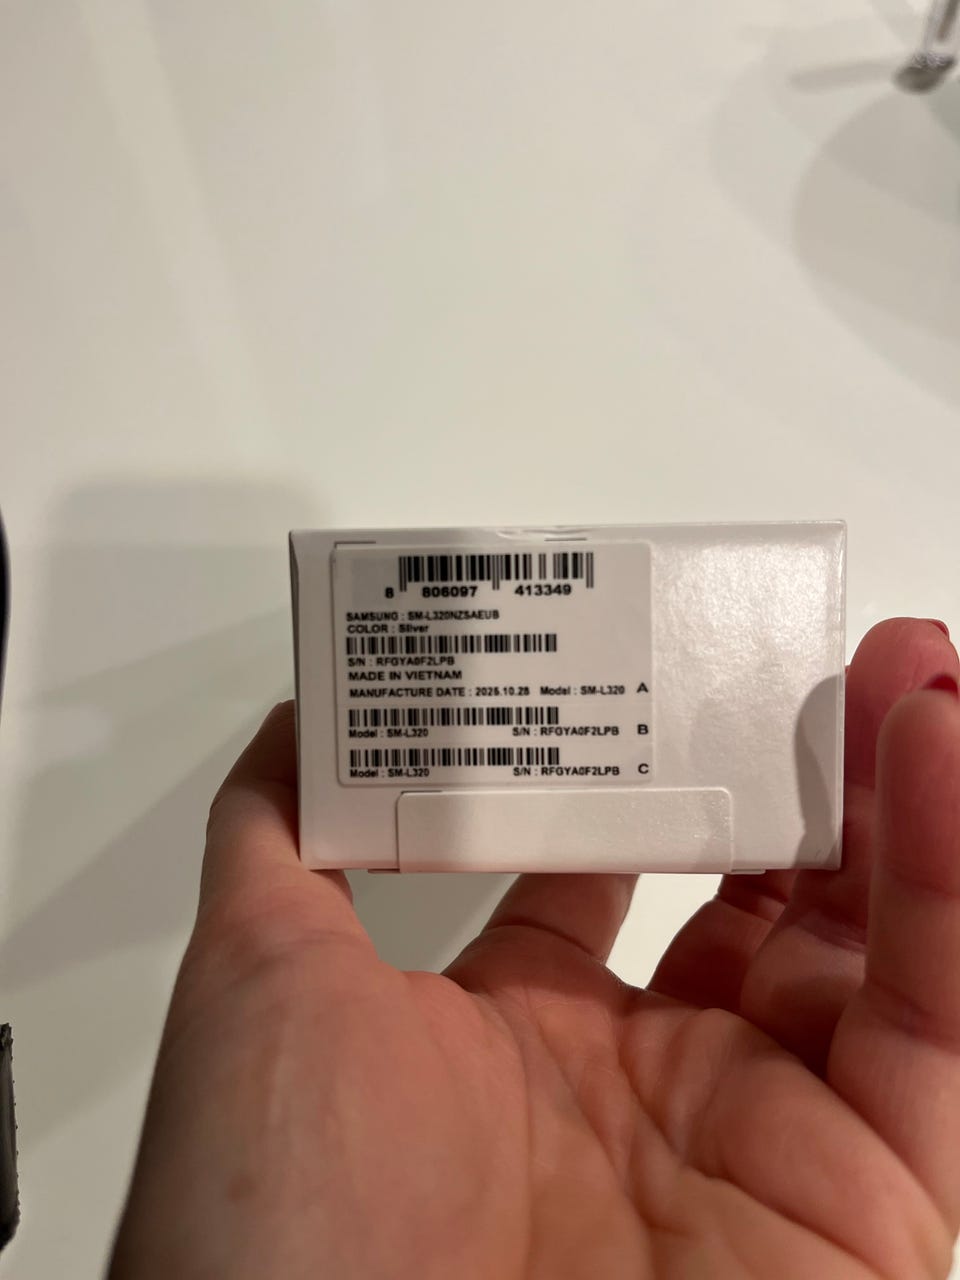 8 806097 413349
SAMSUNG : SM-L320NZSAEUB
COLOR : Silver
S/N : RFGYA0F2LPB
MADE IN VIETNAM
MANUFACTURE DATE : 2025.10.28 Model : SM-L320 A
Model : SM-L320 S/N : RFGYA0F2LPB B
Model : SM-L320 S/N : RFGYA0F2LPB C